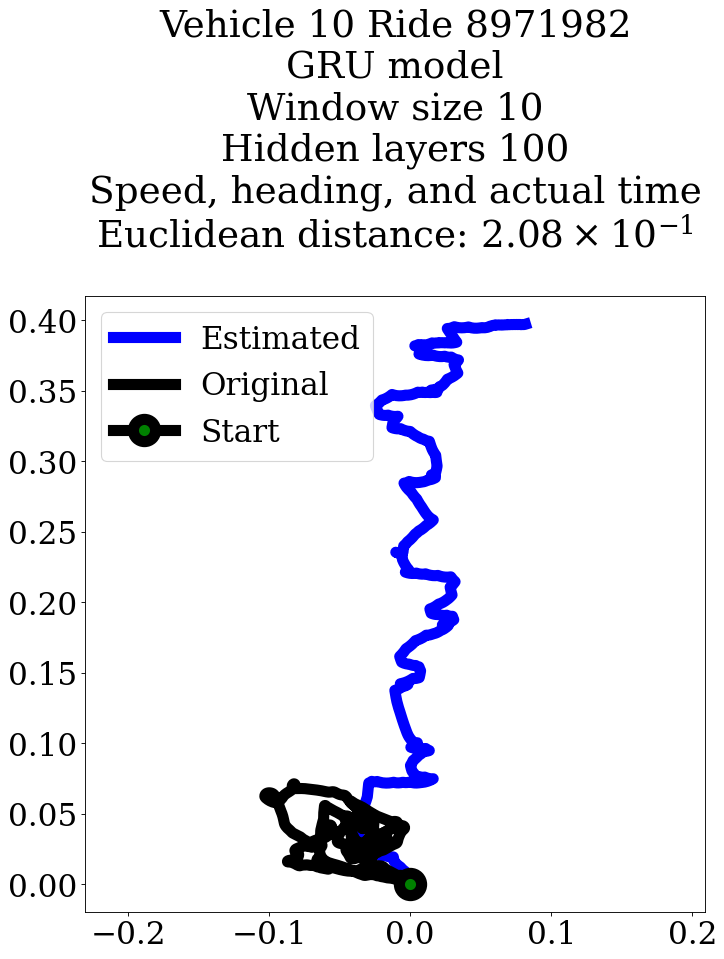 Vehicle 10 Ride 8971982
GRU model
Window size 10
Hidden layers 100
Speed, heading, and actual time
Euclidean distance: 2.08 × 10⁻¹
Estimated
Original
Start
0.40
0.35
0.30
0.25
0.20
0.15
0.10
0.05
0.00
−0.2
−0.1
0.0
0.1
0.2